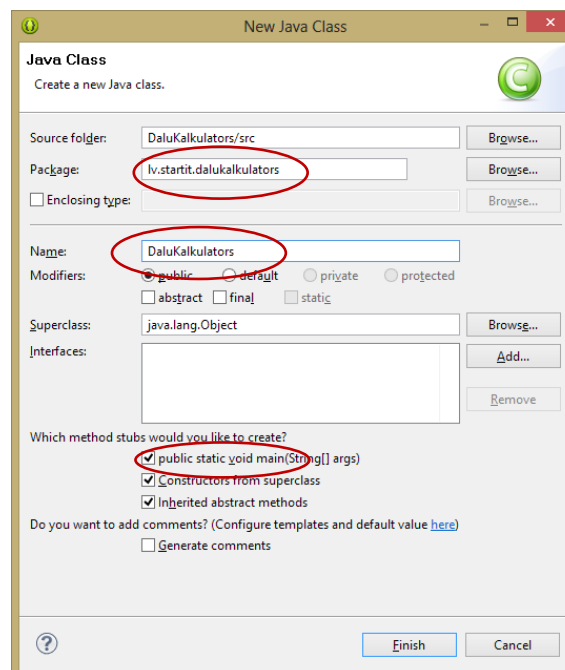 New Java Class
Java Class
Create a new Java class.
Source folder: DaluKalkulators/src Browse...
Package: lv.startit.dalukalkulators Browse...
Enclosing type: Browse...
Name: DaluKalkulators
Modifiers: public default private protected
abstract final static
Superclass: java.lang.Object Browse...
Interfaces: Add...
Remove
Which method stubs would you like to create?
public static void main(String[] args)
Constructors from superclass
Inherited abstract methods
Do you want to add comments? (Configure templates and default value here)
Generate comments
Finish Cancel